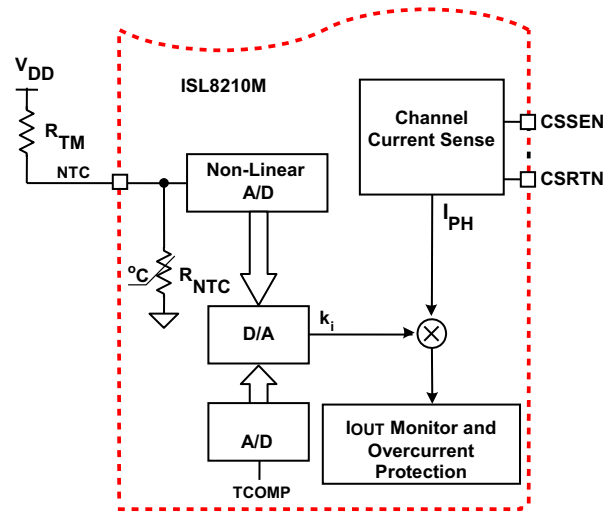 VDD
ISL8210M
RTM
NTC
Non-Linear
A/D
Channel
Current Sense
CSSEN
CSRTN
IPH
oC
RNTC
D/A
ki
A/D
TCOMP
IOUT Monitor and
Overcurrent
Protection